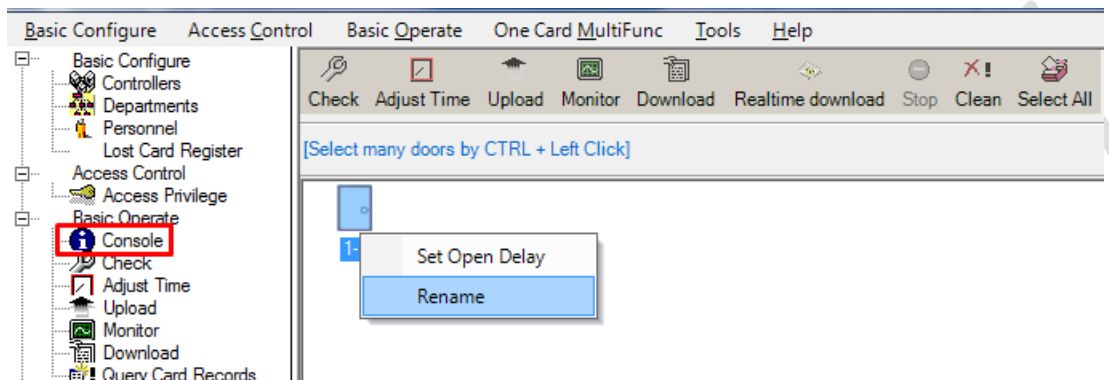 Basic Configure Access Control Basic Operate One Card MultiFunc Tools Help
Basic Configure
Controllers
Departments
Personnel
Lost Card Register
Access Control
Access Privilege
Basic Operate
Console
Check
Adjust Time
Upload
Monitor
Download
Query Card Records
Check Adjust Time Upload Monitor Download Realtime download Stop Clean Select All
[Select many doors by CTRL + Left Click]
1-
Set Open Delay
Rename